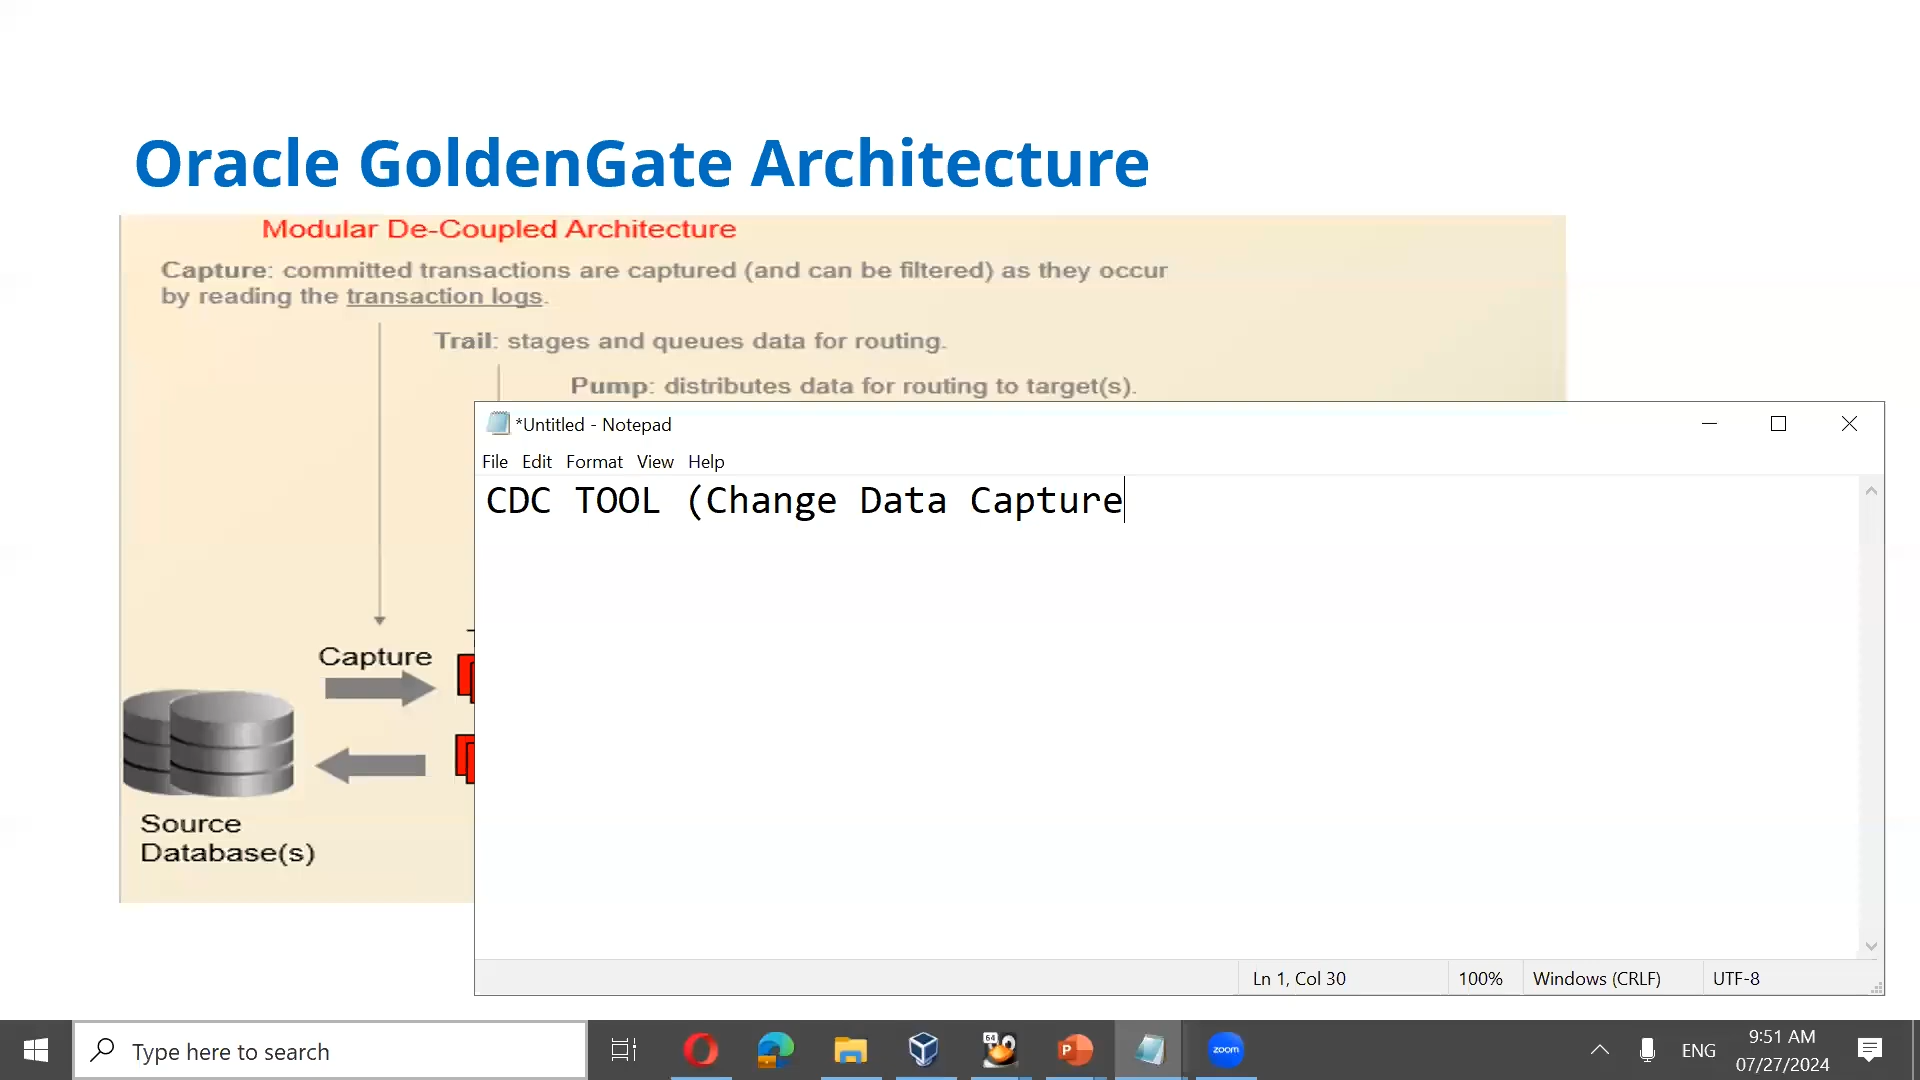 Oracle GoldenGate Architecture
Modular De-Coupled Architecture
Capture: committed transactions are captured (and can be filtered) as they occur
by reading the transaction logs.
Trail: stages and queues data for routing.
Pump: distributes data for routing to target(s).
*Untitled - Notepad
File Edit Format View Help
CDC TOOL (Change Data Capture
Capture
Source
Database(s)
Ln 1, Col 30 100% Windows (CRLF) UTF-8
Type here to search
64
P
zoom
ENG
9:51 AM
07/27/2024